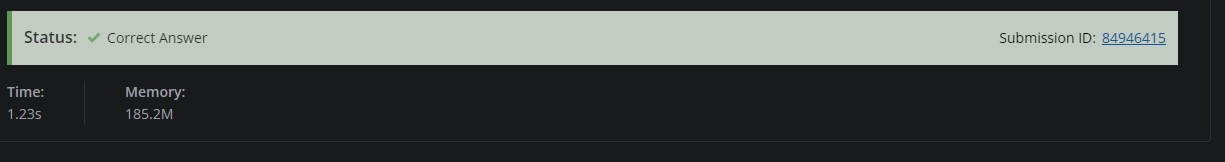 Status: ✓ Correct Answer Submission ID: 84946415
Time: Memory:
1.23s 185.2M